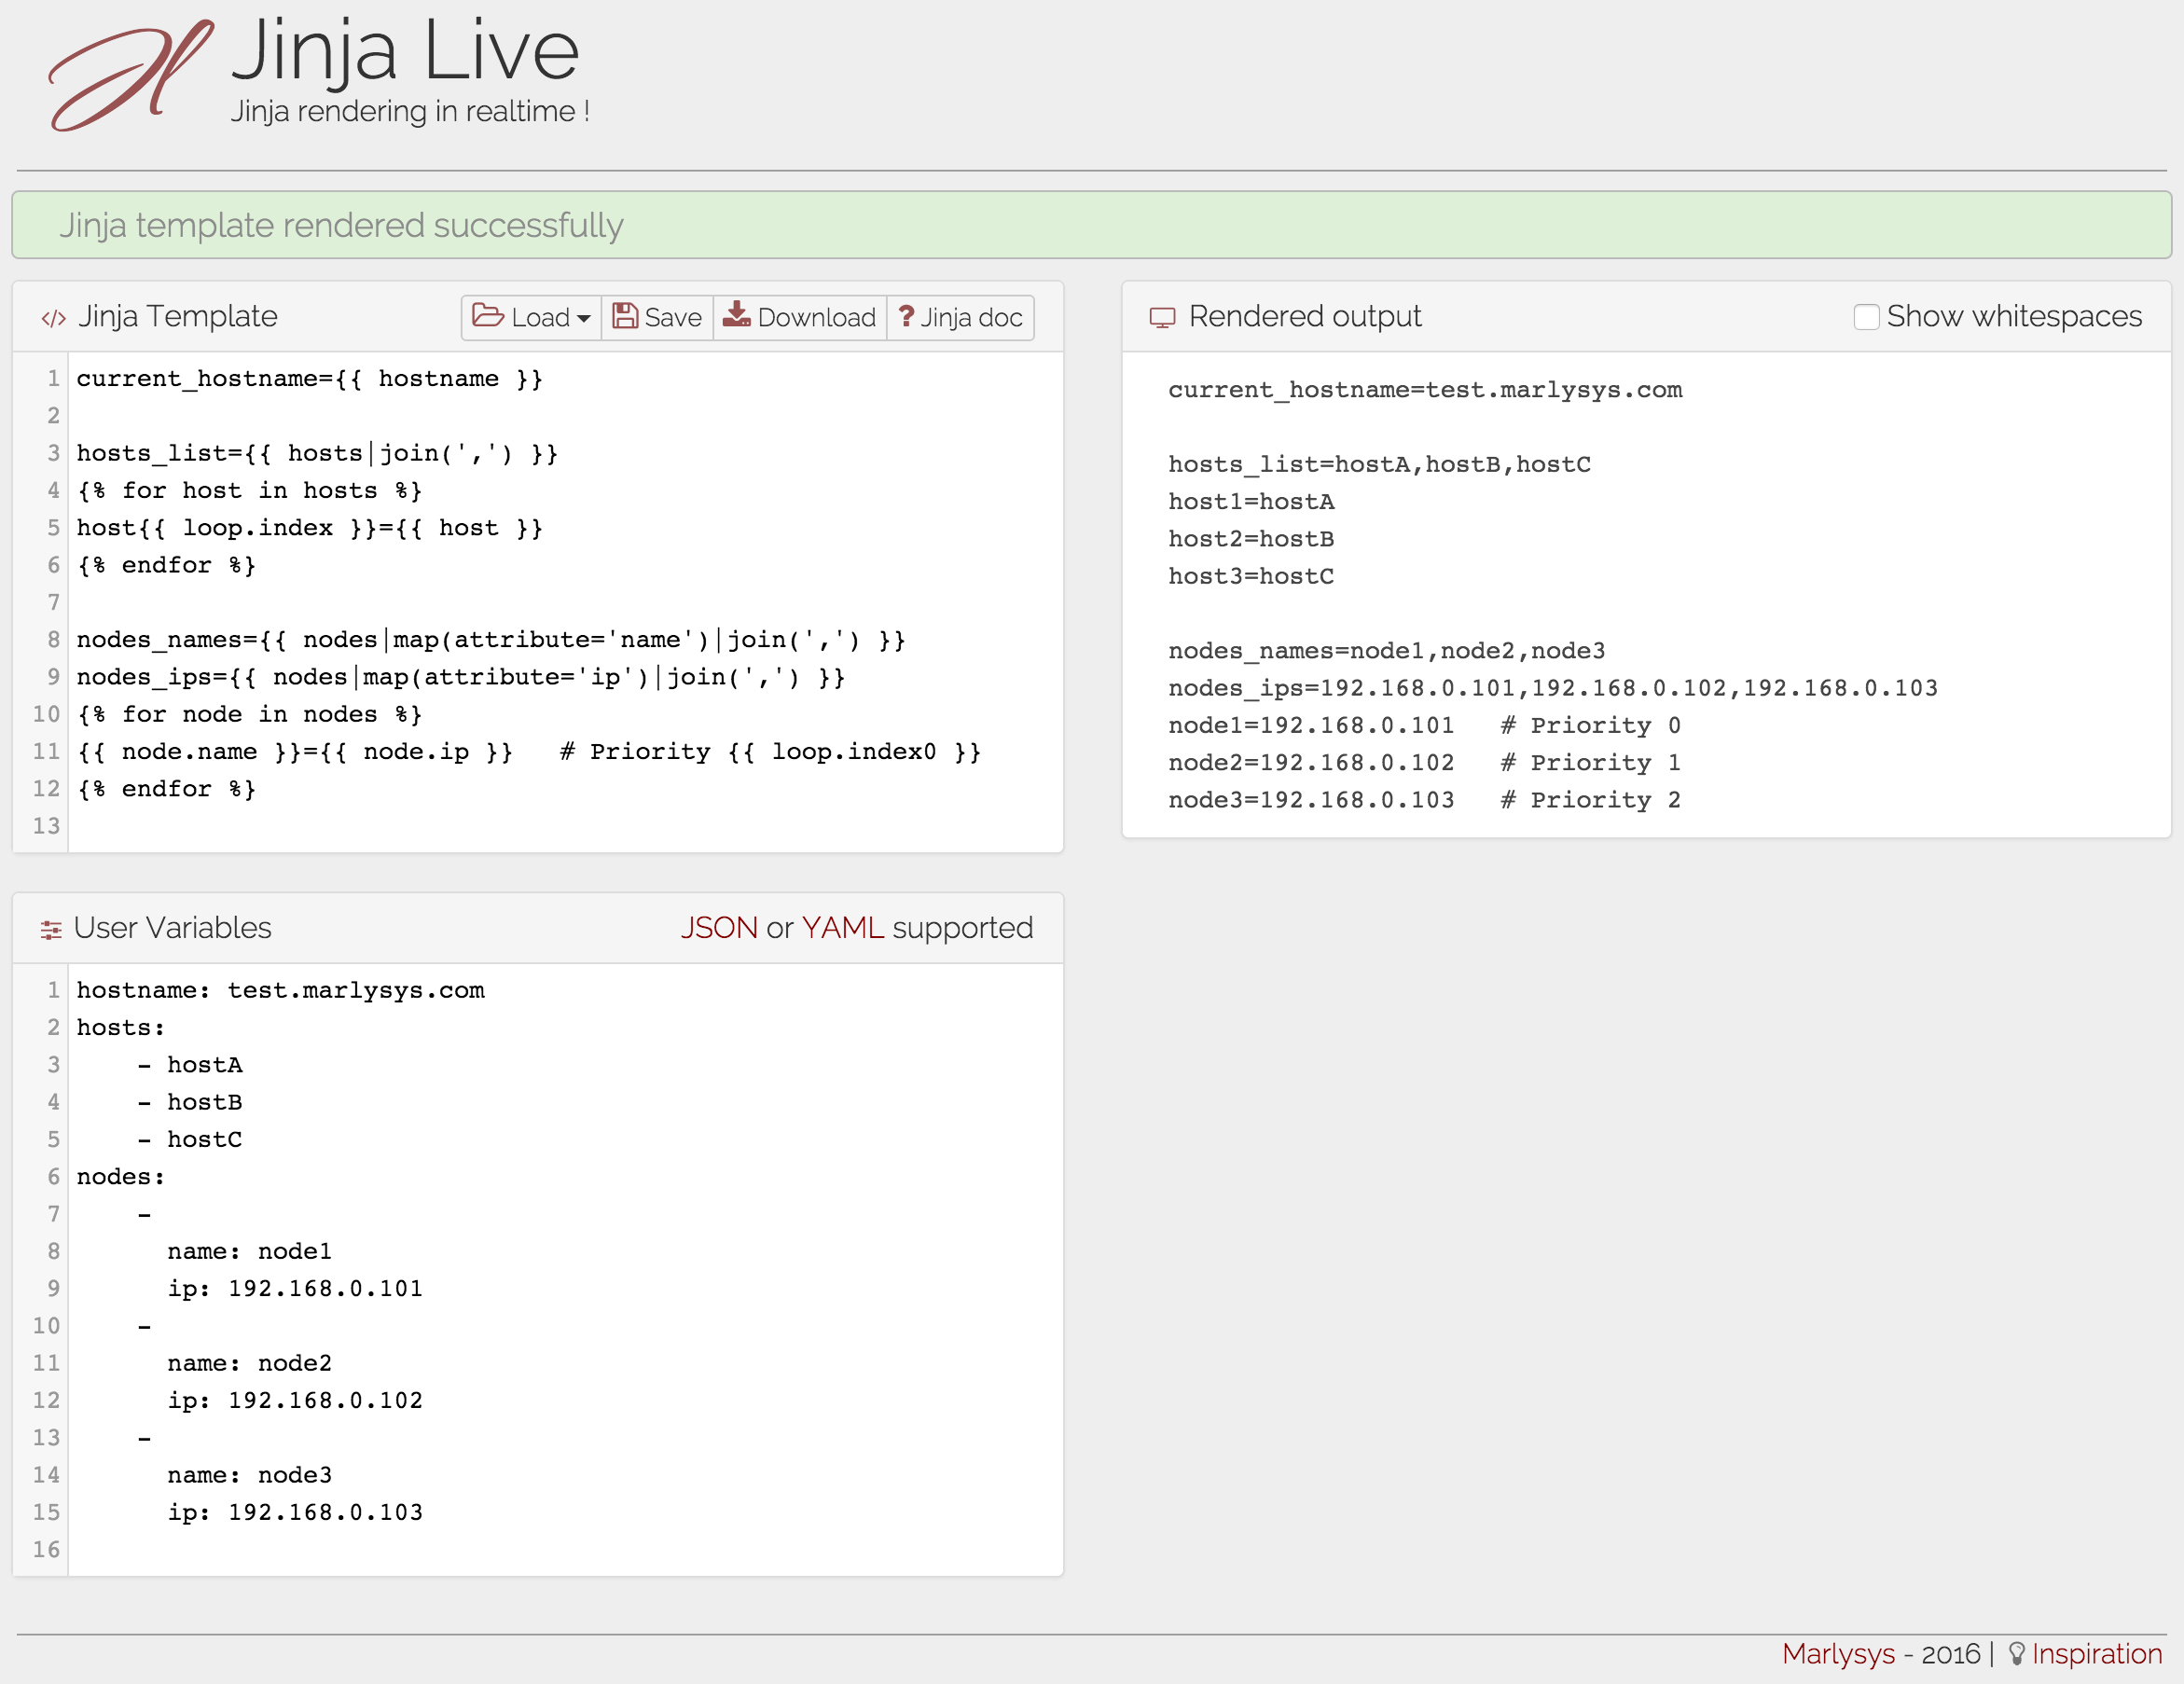 Jl
Jinja Live
Jinja rendering in realtime !
Jinja template rendered successfully
</> Jinja Template
Load
Save
Download
? Jinja doc
1 current_hostname={{ hostname }}
2
3 hosts_list={{ hosts|join(',') }}
4 {% for host in hosts %}
5 host{{ loop.index }}={{ host }}
6 {% endfor %}
7
8 nodes_names={{ nodes|map(attribute='name')|join(',') }}
9 nodes_ips={{ nodes|map(attribute='ip')|join(',') }}
10 {% for node in nodes %}
11 {{ node.name }}={{ node.ip }}   # Priority {{ loop.index0 }}
12 {% endfor %}
13
Rendered output
Show whitespaces
current_hostname=test.marlysys.com
hosts_list=hostA,hostB,hostC
host1=hostA
host2=hostB
host3=hostC
nodes_names=node1,node2,node3
nodes_ips=192.168.0.101,192.168.0.102,192.168.0.103
node1=192.168.0.101   # Priority 0
node2=192.168.0.102   # Priority 1
node3=192.168.0.103   # Priority 2
User Variables
JSON or YAML supported
1 hostname: test.marlysys.com
2 hosts:
3     - hostA
4     - hostB
5     - hostC
6 nodes:
7     -
8       name: node1
9       ip: 192.168.0.101
10     -
11       name: node2
12       ip: 192.168.0.102
13     -
14       name: node3
15       ip: 192.168.0.103
16
Marlysys - 2016 | Inspiration